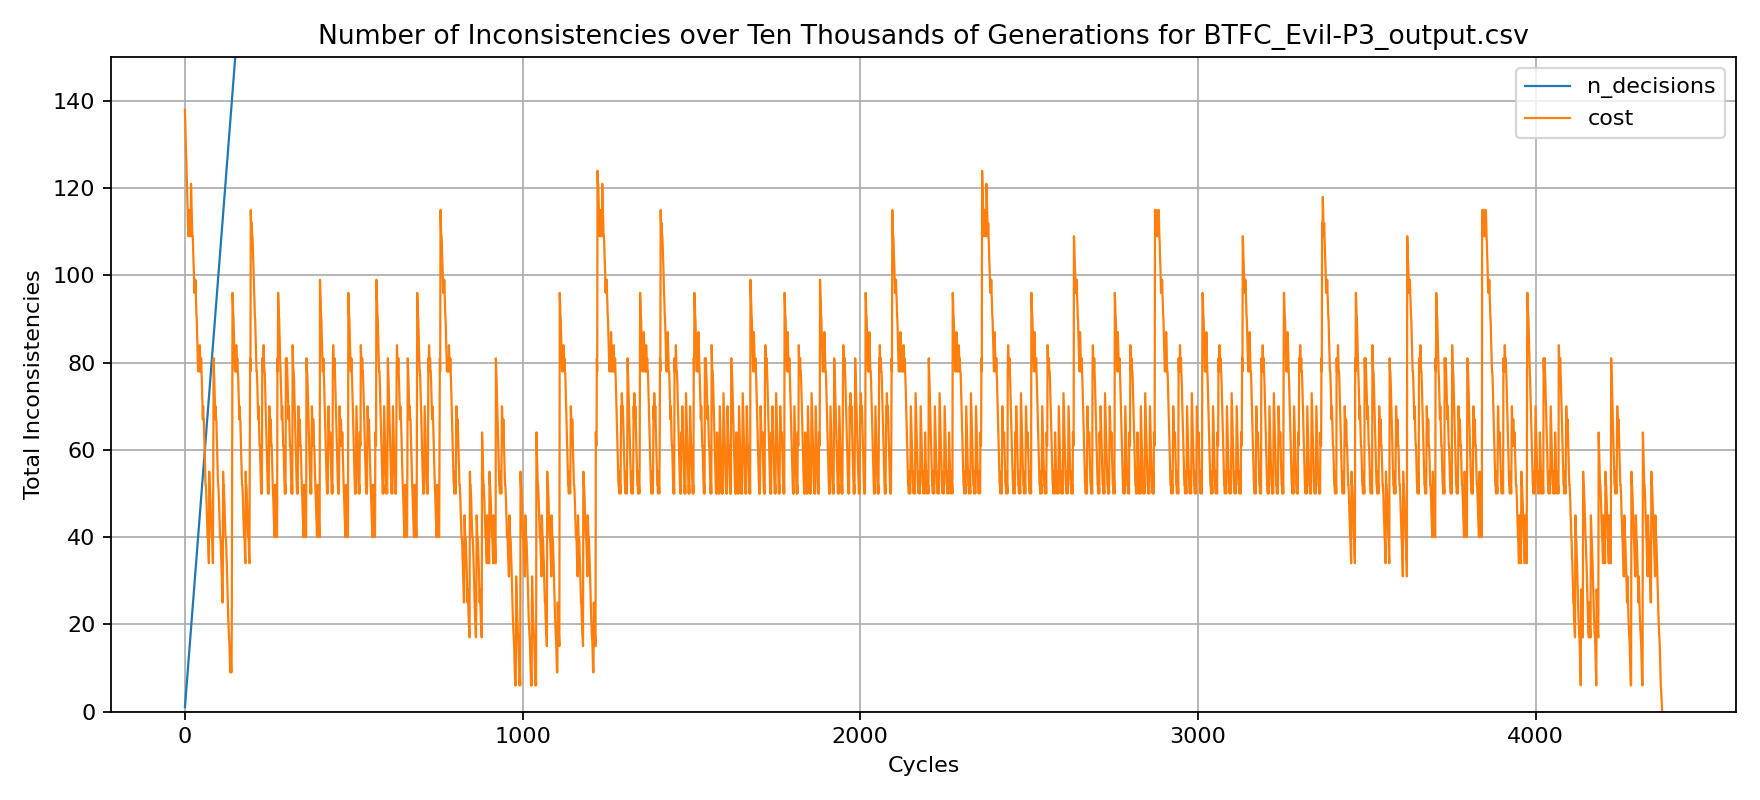 Number of Inconsistencies over Ten Thousands of Generations for BTFC_Evil-P3_output.csv
n_decisions
cost
Total Inconsistencies
140
120
100
80
60
40
20
0
0 1000 2000 3000 4000
Cycles